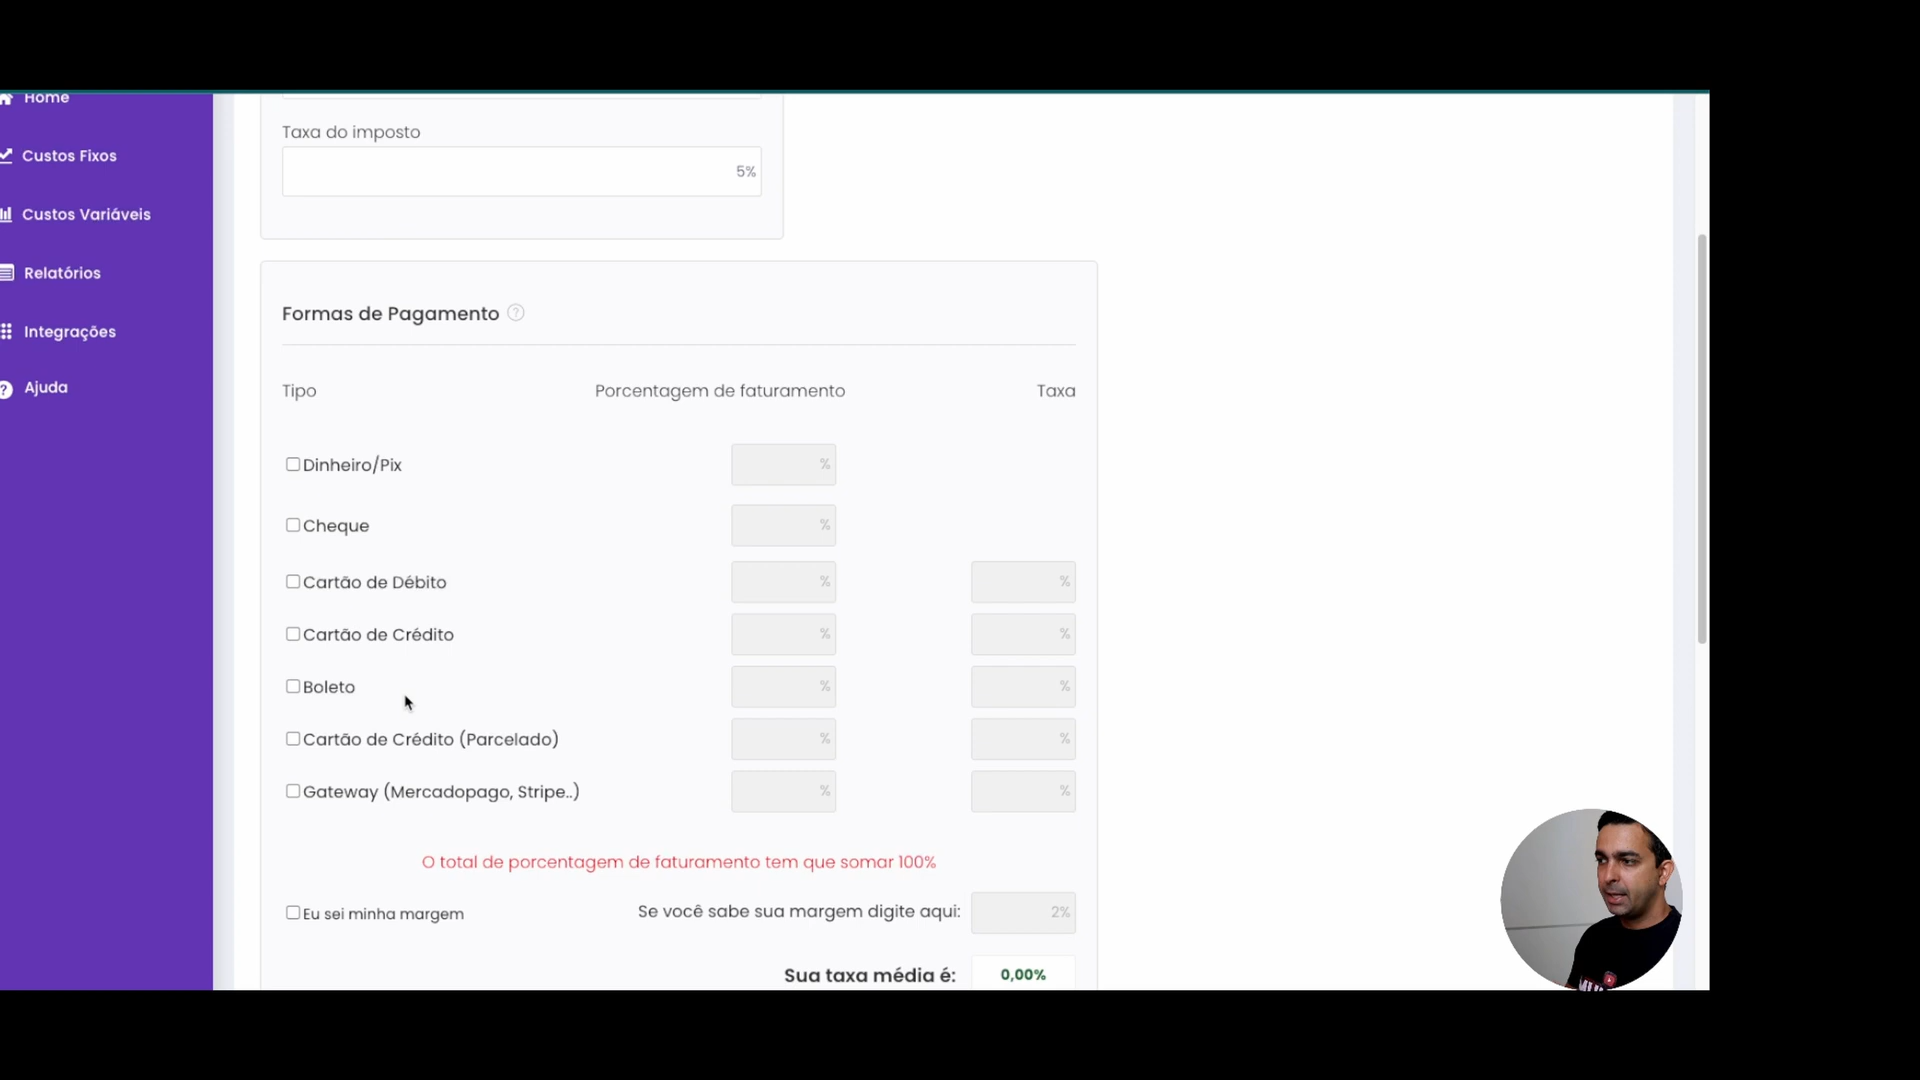 Home
Custos Fixos
Custos Variáveis
Relatórios
Integrações
Ajuda
Taxa do imposto
5%
Formas de Pagamento ?
Tipo Porcentagem de faturamento Taxa
Dinheiro/Pix %
Cheque %
Cartão de Débito % %
Cartão de Crédito % %
Boleto % %
Cartão de Crédito (Parcelado) % %
Gateway (Mercadopago, Stripe..) % %
O total de porcentagem de faturamento tem que somar 100%
Eu sei minha margem Se você sabe sua margem digite aqui: 2%
Sua taxa média é: 0,00%